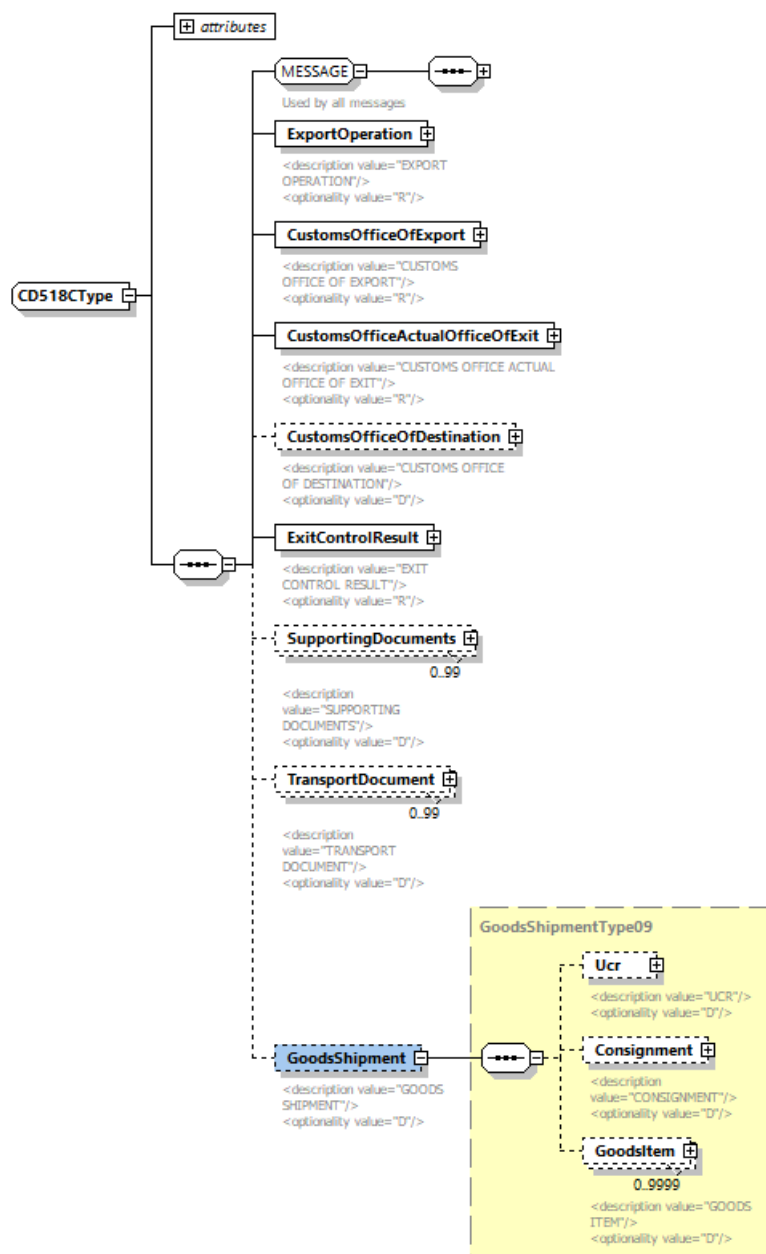 attributes
MESSAGE
Used by all messages
ExportOperation
<description value="EXPORT
OPERATION"/>
<optionality value="R"/>
CustomsOfficeOfExport
<description value="CUSTOMS
OFFICE OF EXPORT"/>
<optionality value="R"/>
CD518CType
CustomsOfficeActualOfficeOfExit
<description value="CUSTOMS OFFICE ACTUAL
OFFICE OF EXIT"/>
<optionality value="R"/>
CustomsOfficeOfDestination
<description value="CUSTOMS OFFICE
OF DESTINATION"/>
<optionality value="D"/>
ExitControlResult
<description value="EXIT
CONTROL RESULT"/>
<optionality value="R"/>
SupportingDocuments
0..99
<description
value="SUPPORTING
DOCUMENTS"/>
<optionality value="D"/>
TransportDocument
0..99
<description
value="TRANSPORT
DOCUMENT"/>
<optionality value="D"/>
GoodsShipmentType09
Ucr
<description value="UCR"/>
<optionality value="D"/>
GoodsShipment
<description value="GOODS
SHIPMENT"/>
<optionality value="D"/>
Consignment
<description
value="CONSIGNMENT"/>
<optionality value="D"/>
GoodsItem
0..9999
<description value="GOODS
ITEM"/>
<optionality value="D"/>